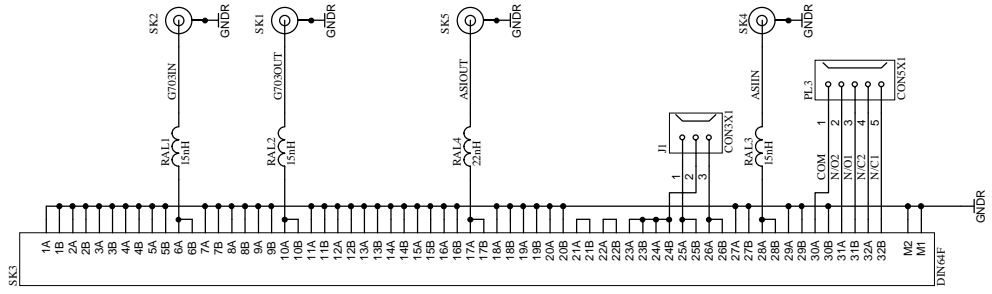 SK2
GNDR
SK1
GNDR
SK5
GNDR
SK4
GNDR
G703IN
G703OUT
ASIOUT
ASIIN
PL3
CON5X1
RAL1
15nH
RAL2
15nH
RAL4
22nH
RAL3
15nH
J1
CON3X1
1
2
3
1
2
3
4
5
COM
N/O2
N/O1
N/C2
N/C1
GNDR
1A
1B
2A
2B
3A
3B
4A
4B
5A
5B
6A
6B
7A
7B
8A
8B
9A
9B
10A
10B
11A
11B
12A
12B
13A
13B
14A
14B
15A
15B
16A
16B
17A
17B
18A
18B
19A
19B
20A
20B
21A
21B
22A
22B
23A
23B
24A
24B
25A
25B
26A
26B
27A
27B
28A
28B
29A
29B
30A
30B
31A
31B
32A
32B
M2
M1
SK3
DIN64F